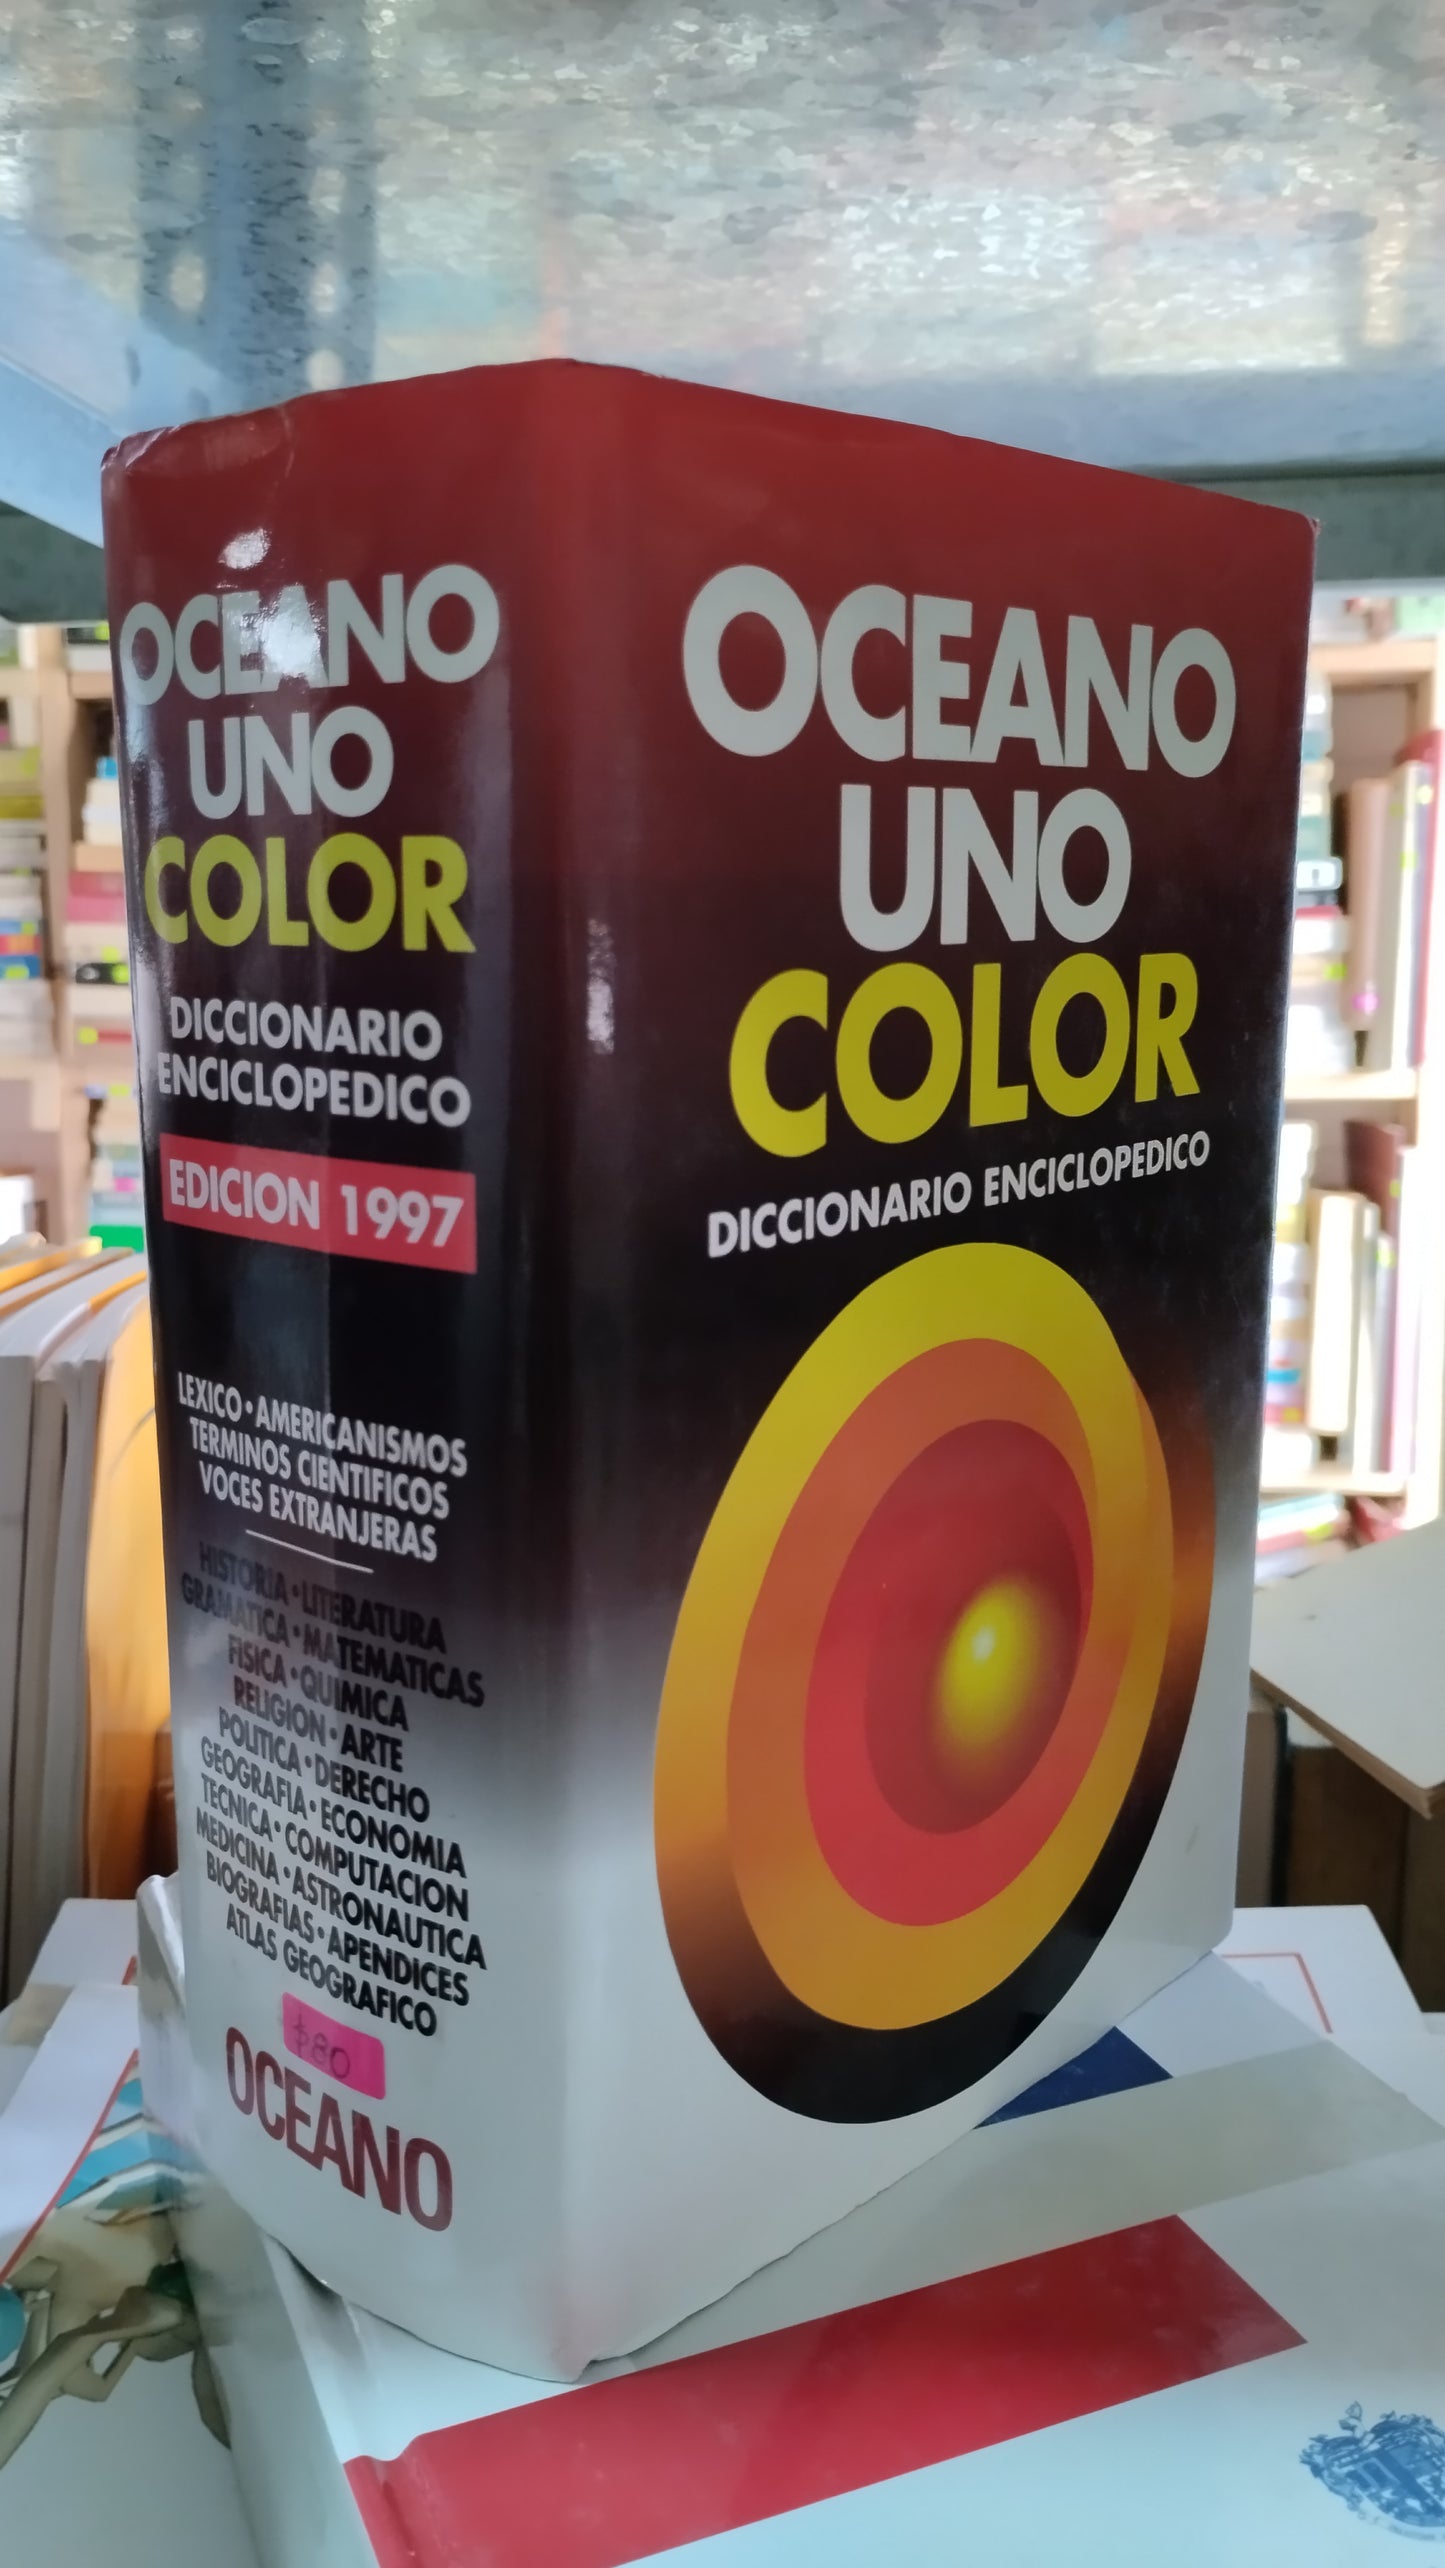 OCEANO
UNO
COLOR
DICCIONARIO
ENCICLOPEDICO
EDICION 1997
LEXICO • AMERICANISMOS
TERMINOS CIENTIFICOS
VOCES EXTRANJERAS
HISTORIA • LITERATURA
GRAMATICA • MATEMATICAS
FISICA • QUIMICA
RELIGION • ARTE
POLITICA • DERECHO
GEOGRAFIA • ECONOMIA
TECNICA • COMPUTACION
MEDICINA • ASTRONAUTICA
BIOGRAFIAS • APENDICES
ATLAS GEOGRAFICO
$80
OCEANO
OCEANO
UNO
COLOR
DICCIONARIO ENCICLOPEDICO